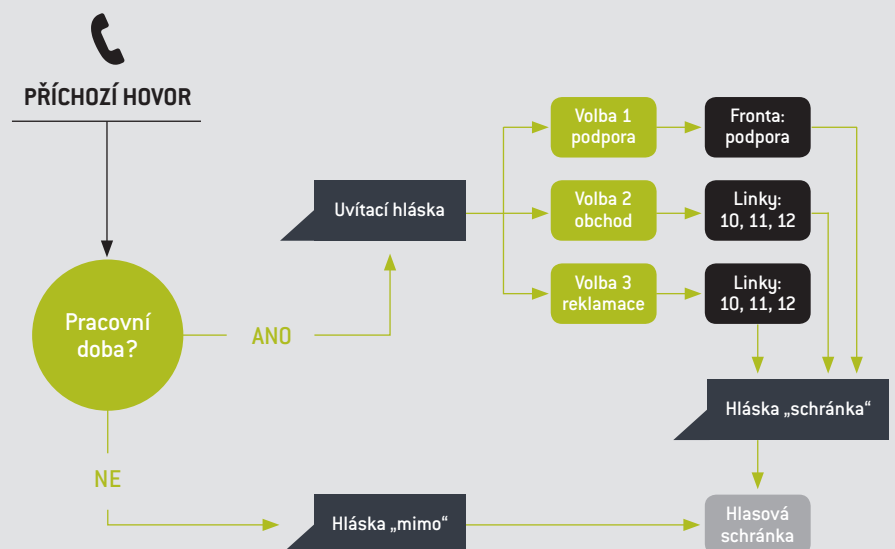 PŘÍCHOZÍ HOVOR
Pracovní
doba?
ANO
NE
Uvítací hláska
Volba 1
podpora
Fronta:
podpora
Volba 2
obchod
Linky:
10, 11, 12
Volba 3
reklamace
Linky:
10, 11, 12
Hláska „schránka“
Hláska „mimo“
Hlasová
schránka